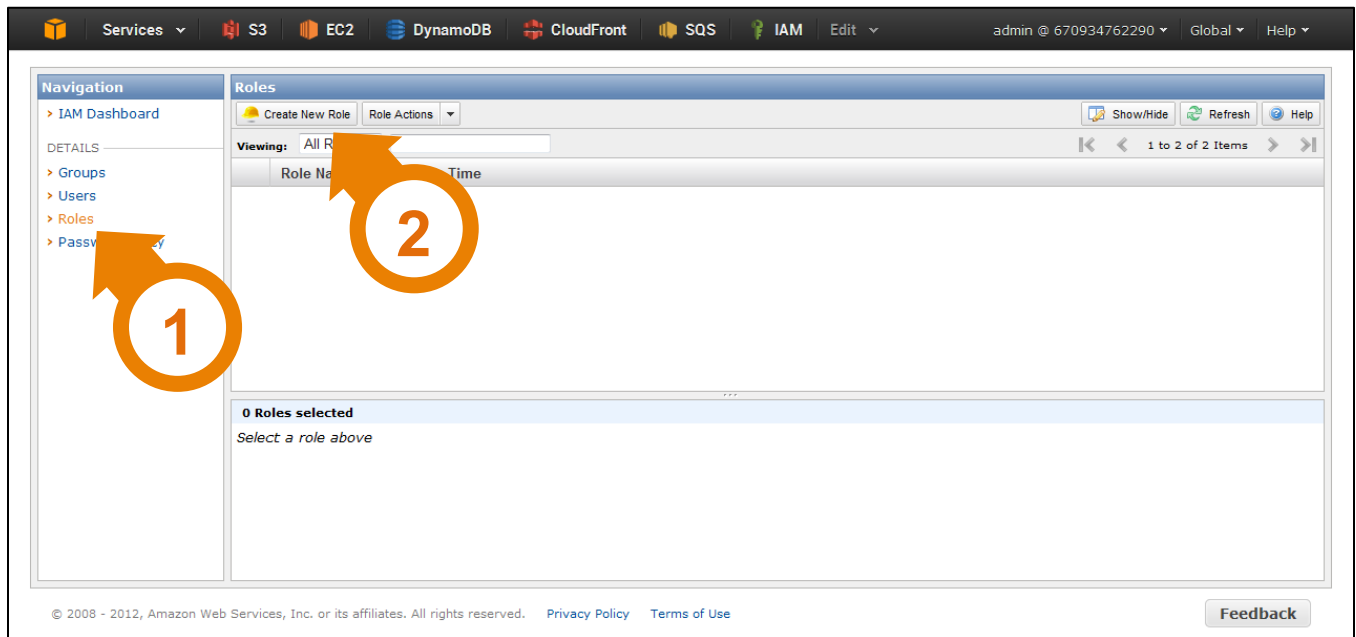 Services S3 EC2 DynamoDB CloudFront SQS IAM Edit admin @ 670934762290 Global Help
Navigation
IAM Dashboard
DETAILS
Groups
Users
Roles
Roles
Create New Role Role Actions Show/Hide Refresh Help
Viewing: All 1 to 2 of 2 Items
Role Time
1
2
0 Roles selected
Select a role above
© 2008 - 2012, Amazon Web Services, Inc. or its affiliates. All rights reserved. Privacy Policy Terms of Use Feedback